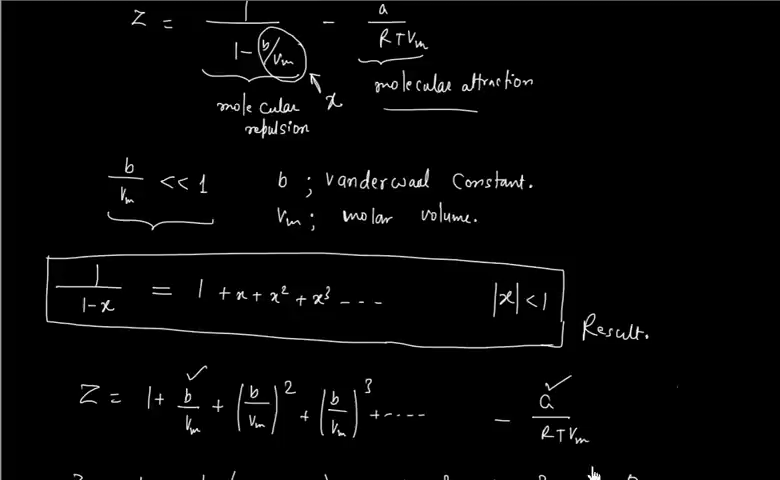 Z = 1/(1 - b/Vm) - a/(RTVm)
molecular repulsion
x
molecular attraction
b/Vm << 1
b ; Vanderwaal Constant.
Vm ; molar volume.
1/(1-x) = 1 + x + x² + x³ ---- |x| < 1
Result.
Z = 1 + b/Vm + (b/Vm)² + (b/Vm)³ + ---- - a/(RTVm)